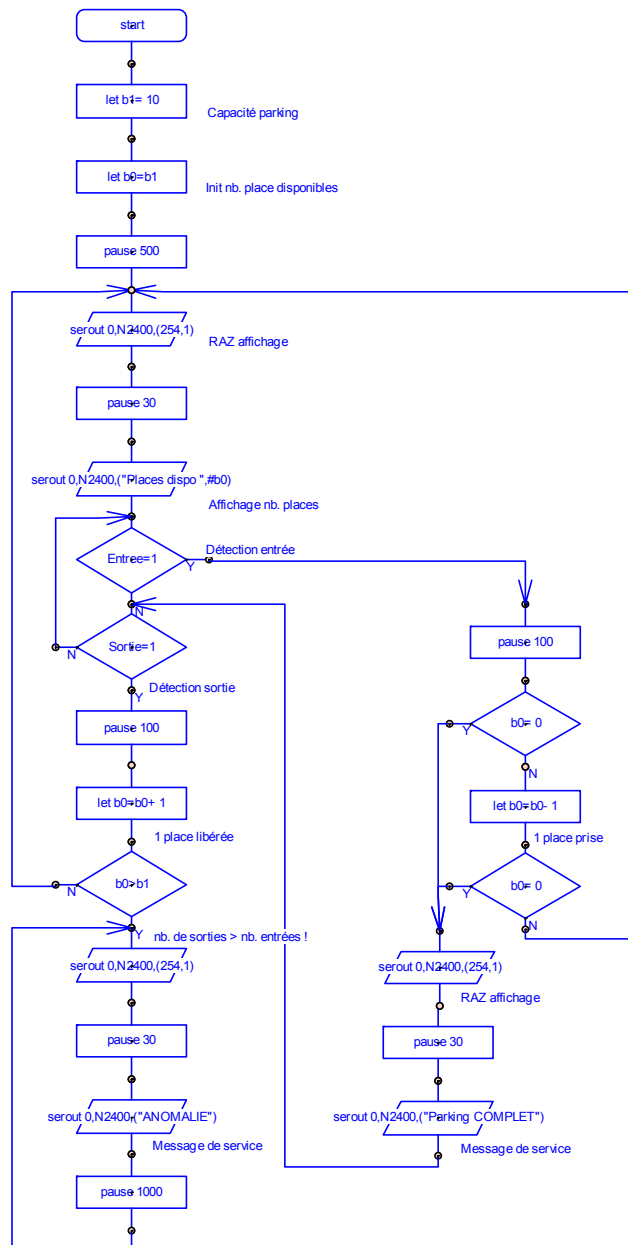 start
let b1= 10
Capacité parking
let b0=b1
Init nb. place disponibles
pause 500
serout 0,N2400,(254,1)
RAZ affichage
pause 30
serout 0,N2400,("Places dispo ",#b0)
Affichage nb. places
Entree=1
Détection entrée
Y
N
Sortie=1
N
Y
Détection sortie
pause 100
let b0=b0+ 1
1 place libérée
b0>b1
N
Y
nb. de sorties > nb. entrées !
serout 0,N2400,(254,1)
pause 30
serout 0,N2400,("ANOMALIE")
Message de service
pause 1000
pause 100
b0= 0
Y
N
let b0=b0- 1
1 place prise
b0= 0
Y
N
serout 0,N2400,(254,1)
RAZ affichage
pause 30
serout 0,N2400,("Parking COMPLET")
Message de service